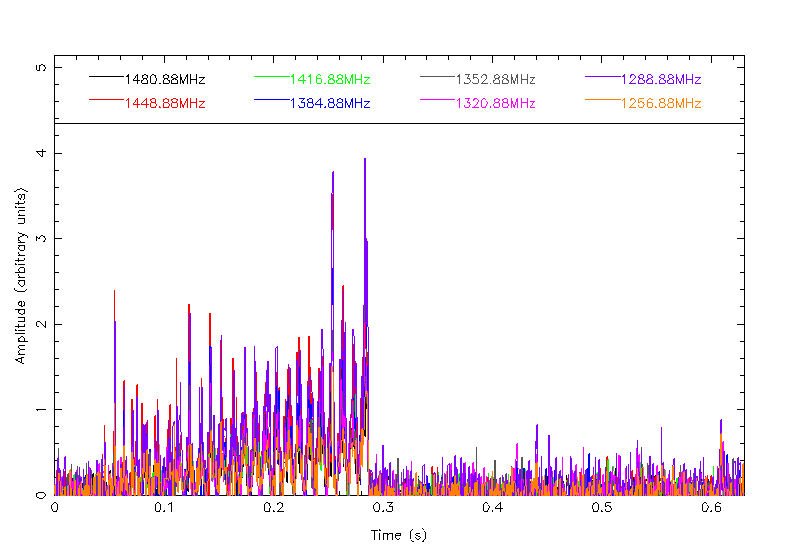 5
1480.88MHz 1416.88MHz 1352.88MHz 1288.88MHz
1448.88MHz 1384.88MHz 1320.88MHz 1256.88MHz
4
3
2
1
0
Amplitude (arbitrary units)
0 0.1 0.2 0.3 0.4 0.5 0.6
Time (s)